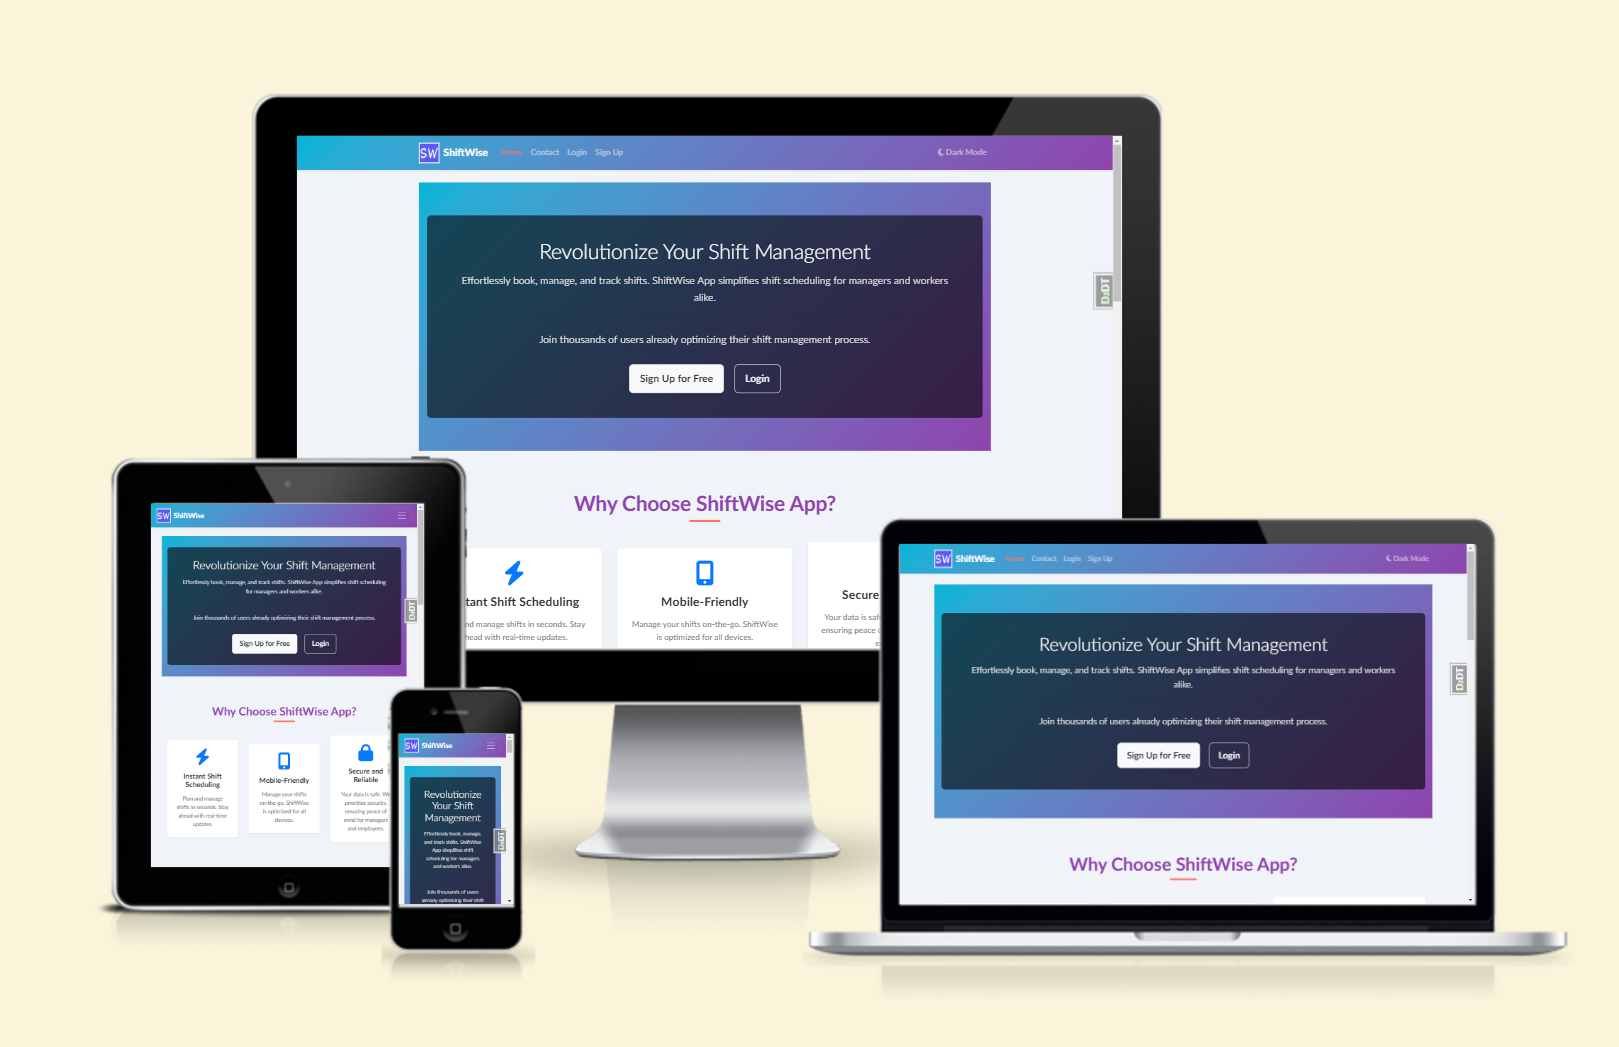 SW ShiftWise Home Contact Login Sign Up Dark Mode
Revolutionize Your Shift Management
Effortlessly book, manage, and track shifts. ShiftWise App simplifies shift scheduling for managers and workers
alike.
Join thousands of users already optimizing their shift management process.
Sign Up for Free Login
DJDT
Why Choose ShiftWise App?
tant Shift Scheduling
nd manage shifts in seconds. Stay
head with real-time updates.
Mobile-Friendly
Manage your shifts on-the-go. ShiftWise
is optimized for all devices.
Secure
Your data is saf
ensuring peace
SW ShiftWise
Revolutionize Your Shift Management
Effortlessly book, manage, and track shifts. ShiftWise App simplifies shift scheduling
for managers and workers alike.
Join thousands of users already optimizing their shift management process.
Sign Up for Free Login
DJDT
Why Choose ShiftWise App?
Instant Shift
Scheduling
Plan and manage
shifts in seconds. Stay
ahead with real-time
updates.
Mobile-Friendly
Manage your shifts
on-the-go. ShiftWise
is optimized for all
devices.
Secure and
Reliable
Your data is safe. We
prioritize security,
ensuring peace of
mind for managers
and employees.
SW ShiftWise
Revolutionize
Your Shift
Management
Effortlessly book, manage,
and track shifts. ShiftWise
App simplifies shift
scheduling for managers
and workers alike.
Join thousands of users
already optimizing their shift
DJDT
SW ShiftWise Home Contact Login Sign Up Dark Mode
Revolutionize Your Shift Management
Effortlessly book, manage, and track shifts. ShiftWise App simplifies shift scheduling for managers and workers
alike.
Join thousands of users already optimizing their shift management process.
Sign Up for Free Login
DJDT
Why Choose ShiftWise App?